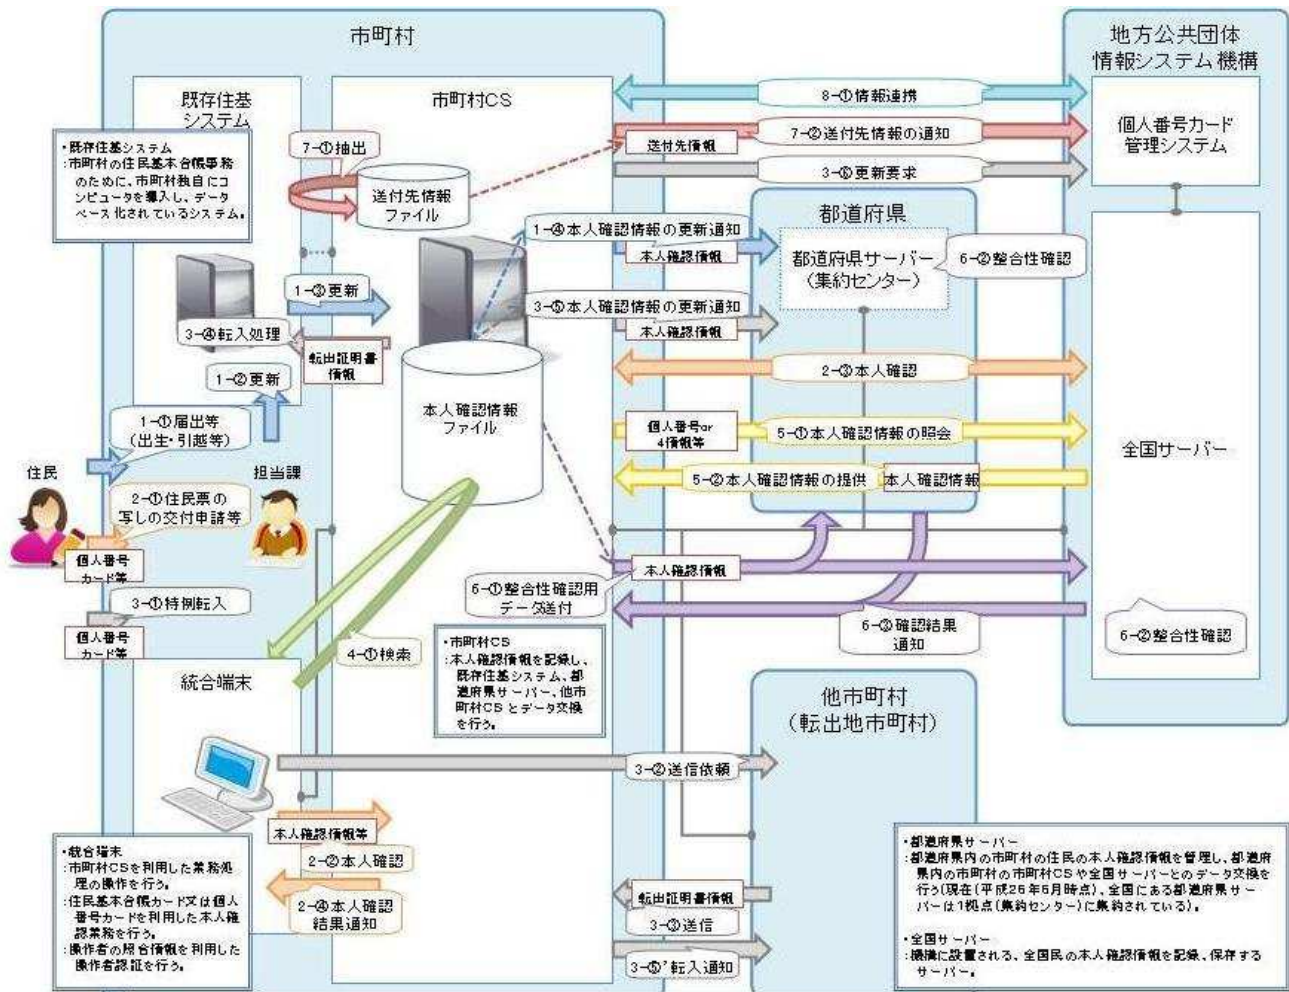 市町村
地方公共団体
情報システム機構
既存住基
システム
市町村CS
8-①情報連携
7-②送付先情報の通知
送付先情報
3-⑥更新要求
個人番号カード
管理システム
・既存住基システム
:市町村の住民基本台帳事務
のために、市町村独自にコ
ンピュータを導入し、データ
ベース化されているシステム。
7-①抽出
送付先情報
ファイル
都道府県
1-④本人確認情報の更新通知
本人確認情報
都道府県サーバー
(集約センター)
6-②整合性確認
1-③更新
3-⑤本人確認情報の更新通知
本人確認情報
3-④転入処理
転出証明書
情報
2-③本人確認
1-②更新
本人確認情報
ファイル
1-①届出等
(出生・引越等)
個人番号or
4情報等
5-①本人確認情報の照会
全国サーバー
住民
担当課
5-②本人確認情報の提供
本人確認情報
2-①住民票の
写しの交付申請等
個人番号
カード等
本人確認情報
6-①整合性確認用
データ送付
3-①特例転入
個人番号
カード等
6-③確認結果
通知
6-②整合性確認
4-①検索
・市町村CS
:本人確認情報を記録し、
既存住基システム、都
道府県サーバー、他市
町村CSとデータ交換
を行う。
統合端末
他市町村
(転出地市町村)
3-②送信依頼
本人確認情報等
2-②本人確認
・統合端末
:市町村CSを利用した業務処
理の操作を行う。
:住民基本台帳カード又は個人
番号カードを利用した本人確
認業務を行う。
:操作者の照合情報を利用した
操作者認証を行う。
2-④本人確認
結果通知
転出証明書情報
3-③送信
3-⑤'転入通知
・都道府県サーバー
:都道府県内の市町村の住民の本人確認情報を管理し、都道府
県内の市町村の市町村CSや全国サーバーとのデータ交換を
行う(現在(平成26年6月時点)、全国にある都道府県サー
バーは1拠点(集約センター)に集約されている)。
・全国サーバー
:機構に設置される、全国民の本人確認情報を記録、保存する
サーバー。